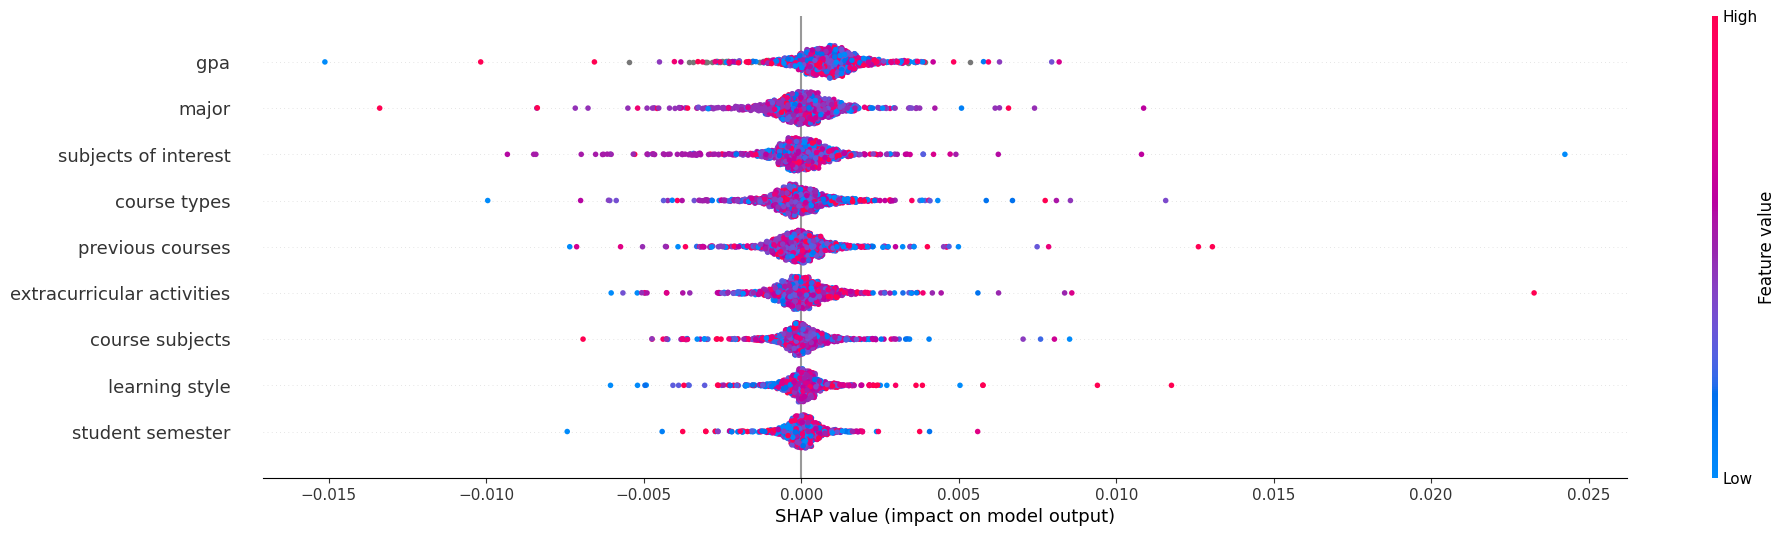 High
gpa
major
subjects of interest
course types
previous courses
extracurricular activities
course subjects
learning style
student semester
Feature value
Low
−0.015 −0.010 −0.005 0.000 0.005 0.010 0.015 0.020 0.025
SHAP value (impact on model output)